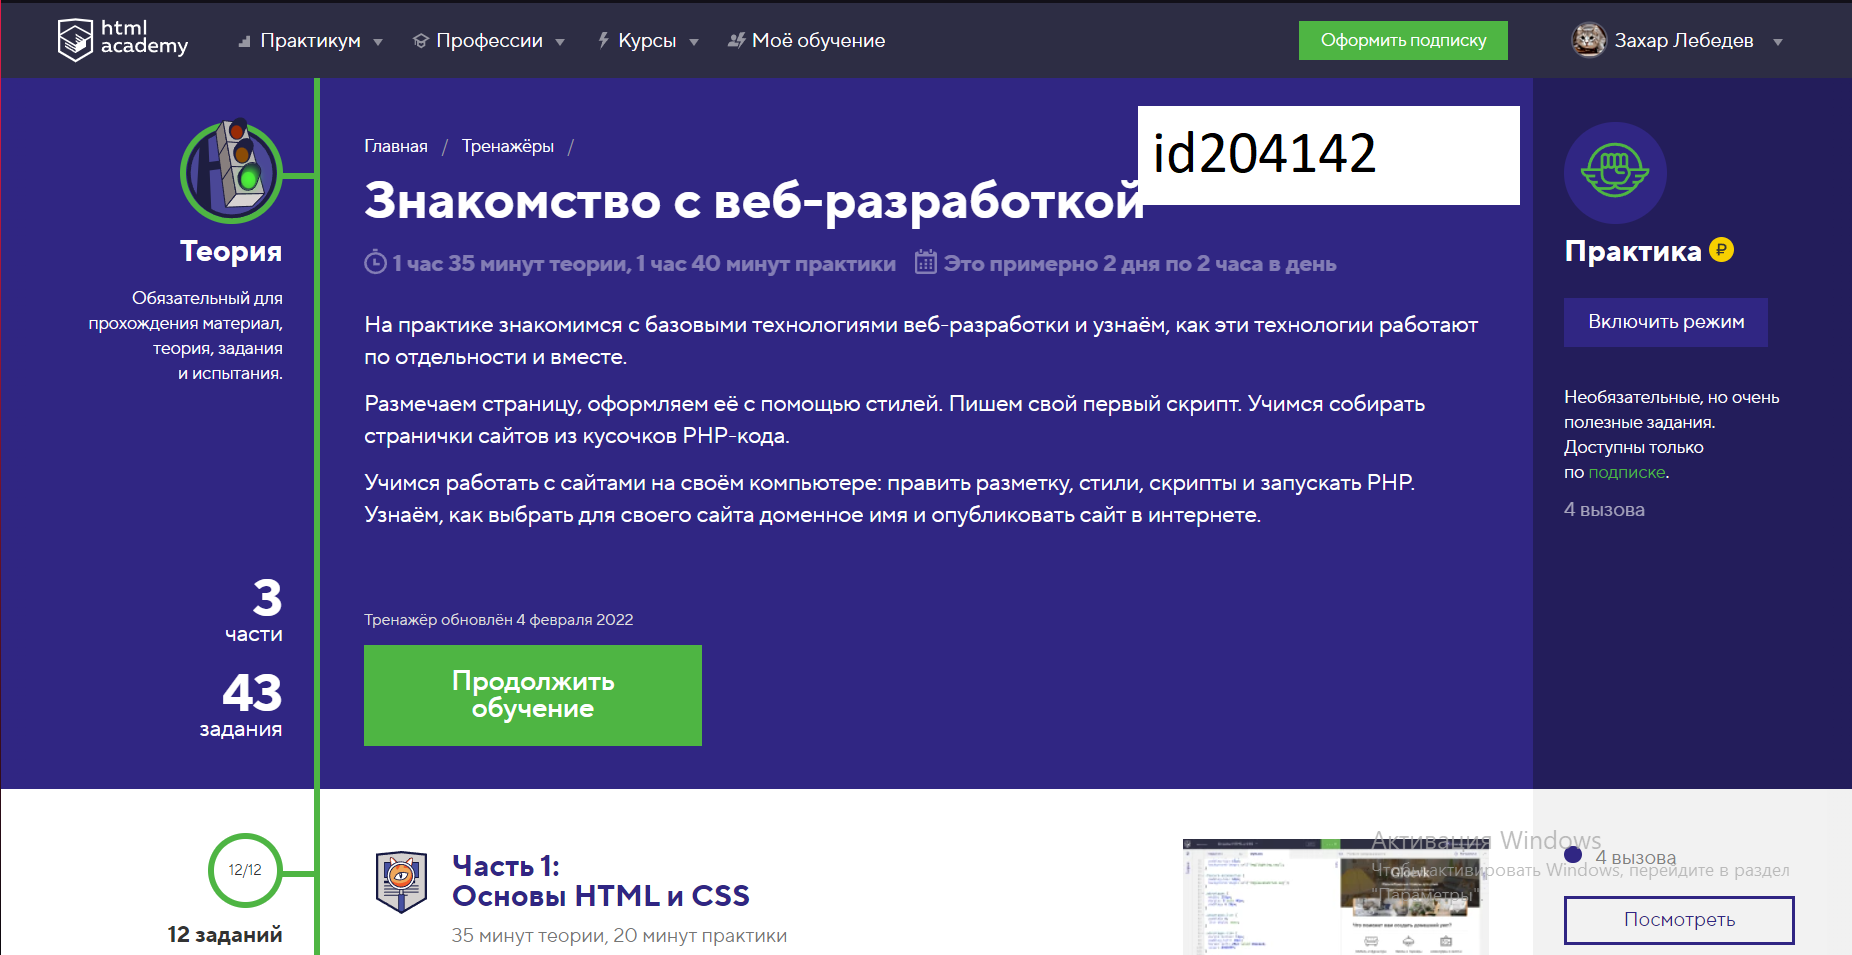 html
academy
Практикум
Профессии
Курсы
Моё обучение
Оформить подписку
Захар Лебедев
Теория
Обязательный для
прохождения материал,
теория, задания
и испытания.
3
части
43
задания
Главная / Тренажёры /
id204142
Знакомство с веб-разработкой
1 час 35 минут теории, 1 час 40 минут практики
Это примерно 2 дня по 2 часа в день
На практике знакомимся с базовыми технологиями веб-разработки и узнаём, как эти технологии работают
по отдельности и вместе.
Размечаем страницу, оформляем её с помощью стилей. Пишем свой первый скрипт. Учимся собирать
странички сайтов из кусочков PHP-кода.
Учимся работать с сайтами на своём компьютере: править разметку, стили, скрипты и запускать PHP.
Узнаём, как выбрать для своего сайта доменное имя и опубликовать сайт в интернете.
Тренажёр обновлён 4 февраля 2022
Продолжить
обучение
Практика ₽
Включить режим
Необязательные, но очень
полезные задания.
Доступны только
по подписке.
4 вызова
12/12
12 заданий
Часть 1:
Основы HTML и CSS
35 минут теории, 20 минут практики
Gloevk
Активация Windows
Чтобы активировать Windows, перейдите в раздел
"Параметры".
4 вызова
Посмотреть